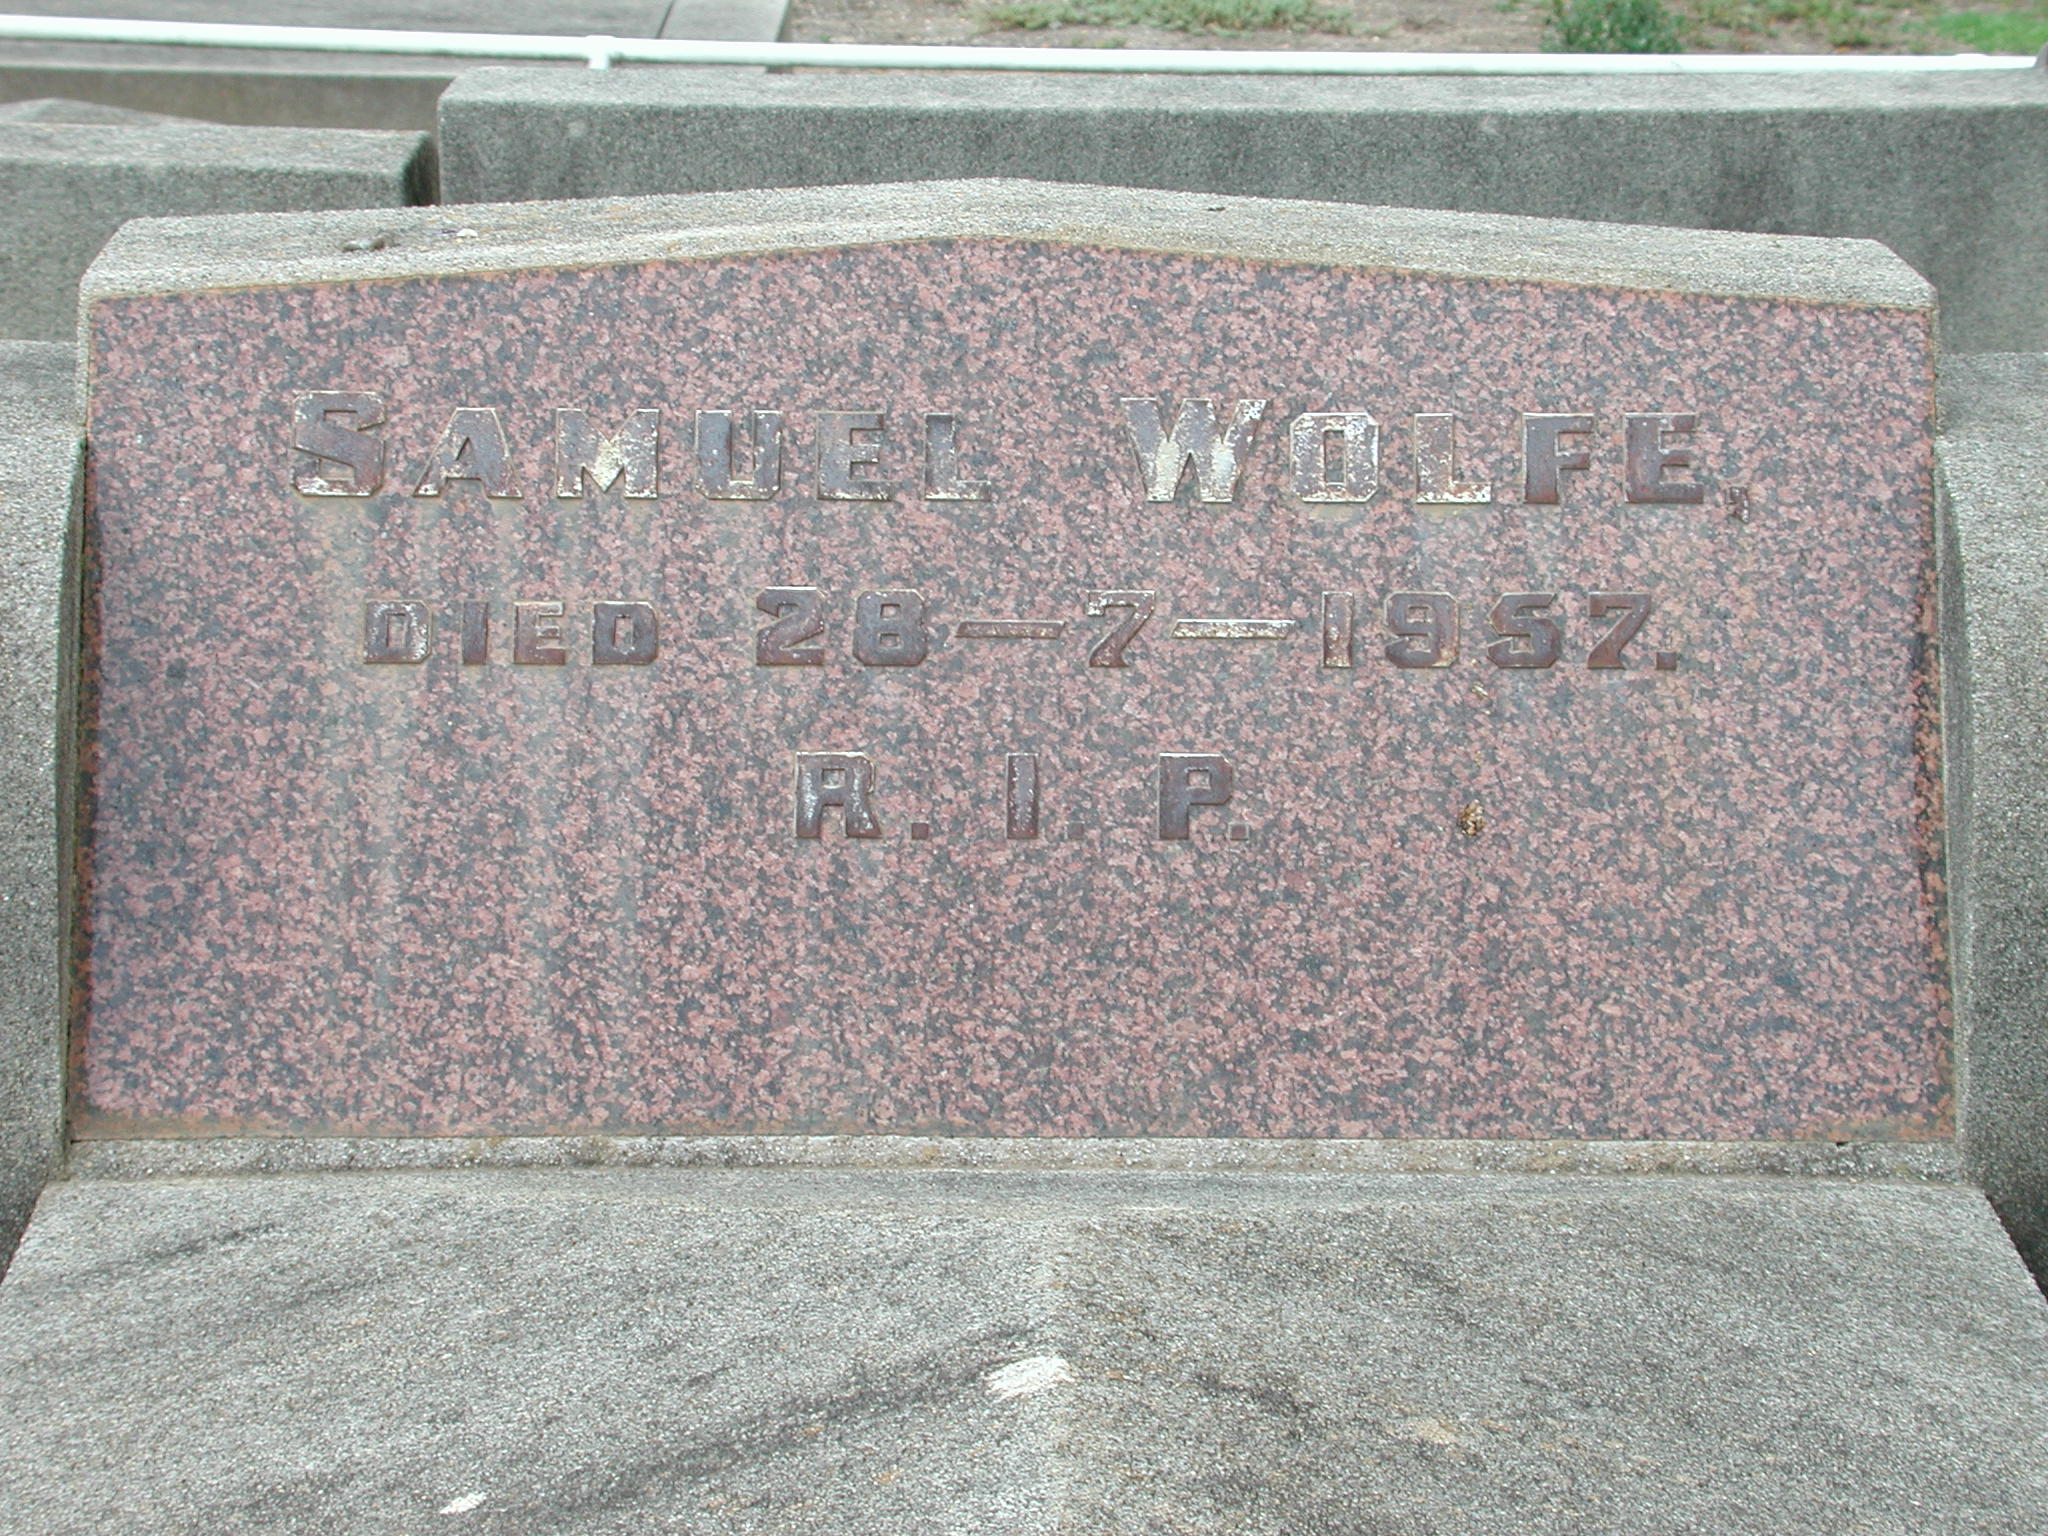 Samuel Wolfe,
DIED 28—7—1957.
R. I. P.